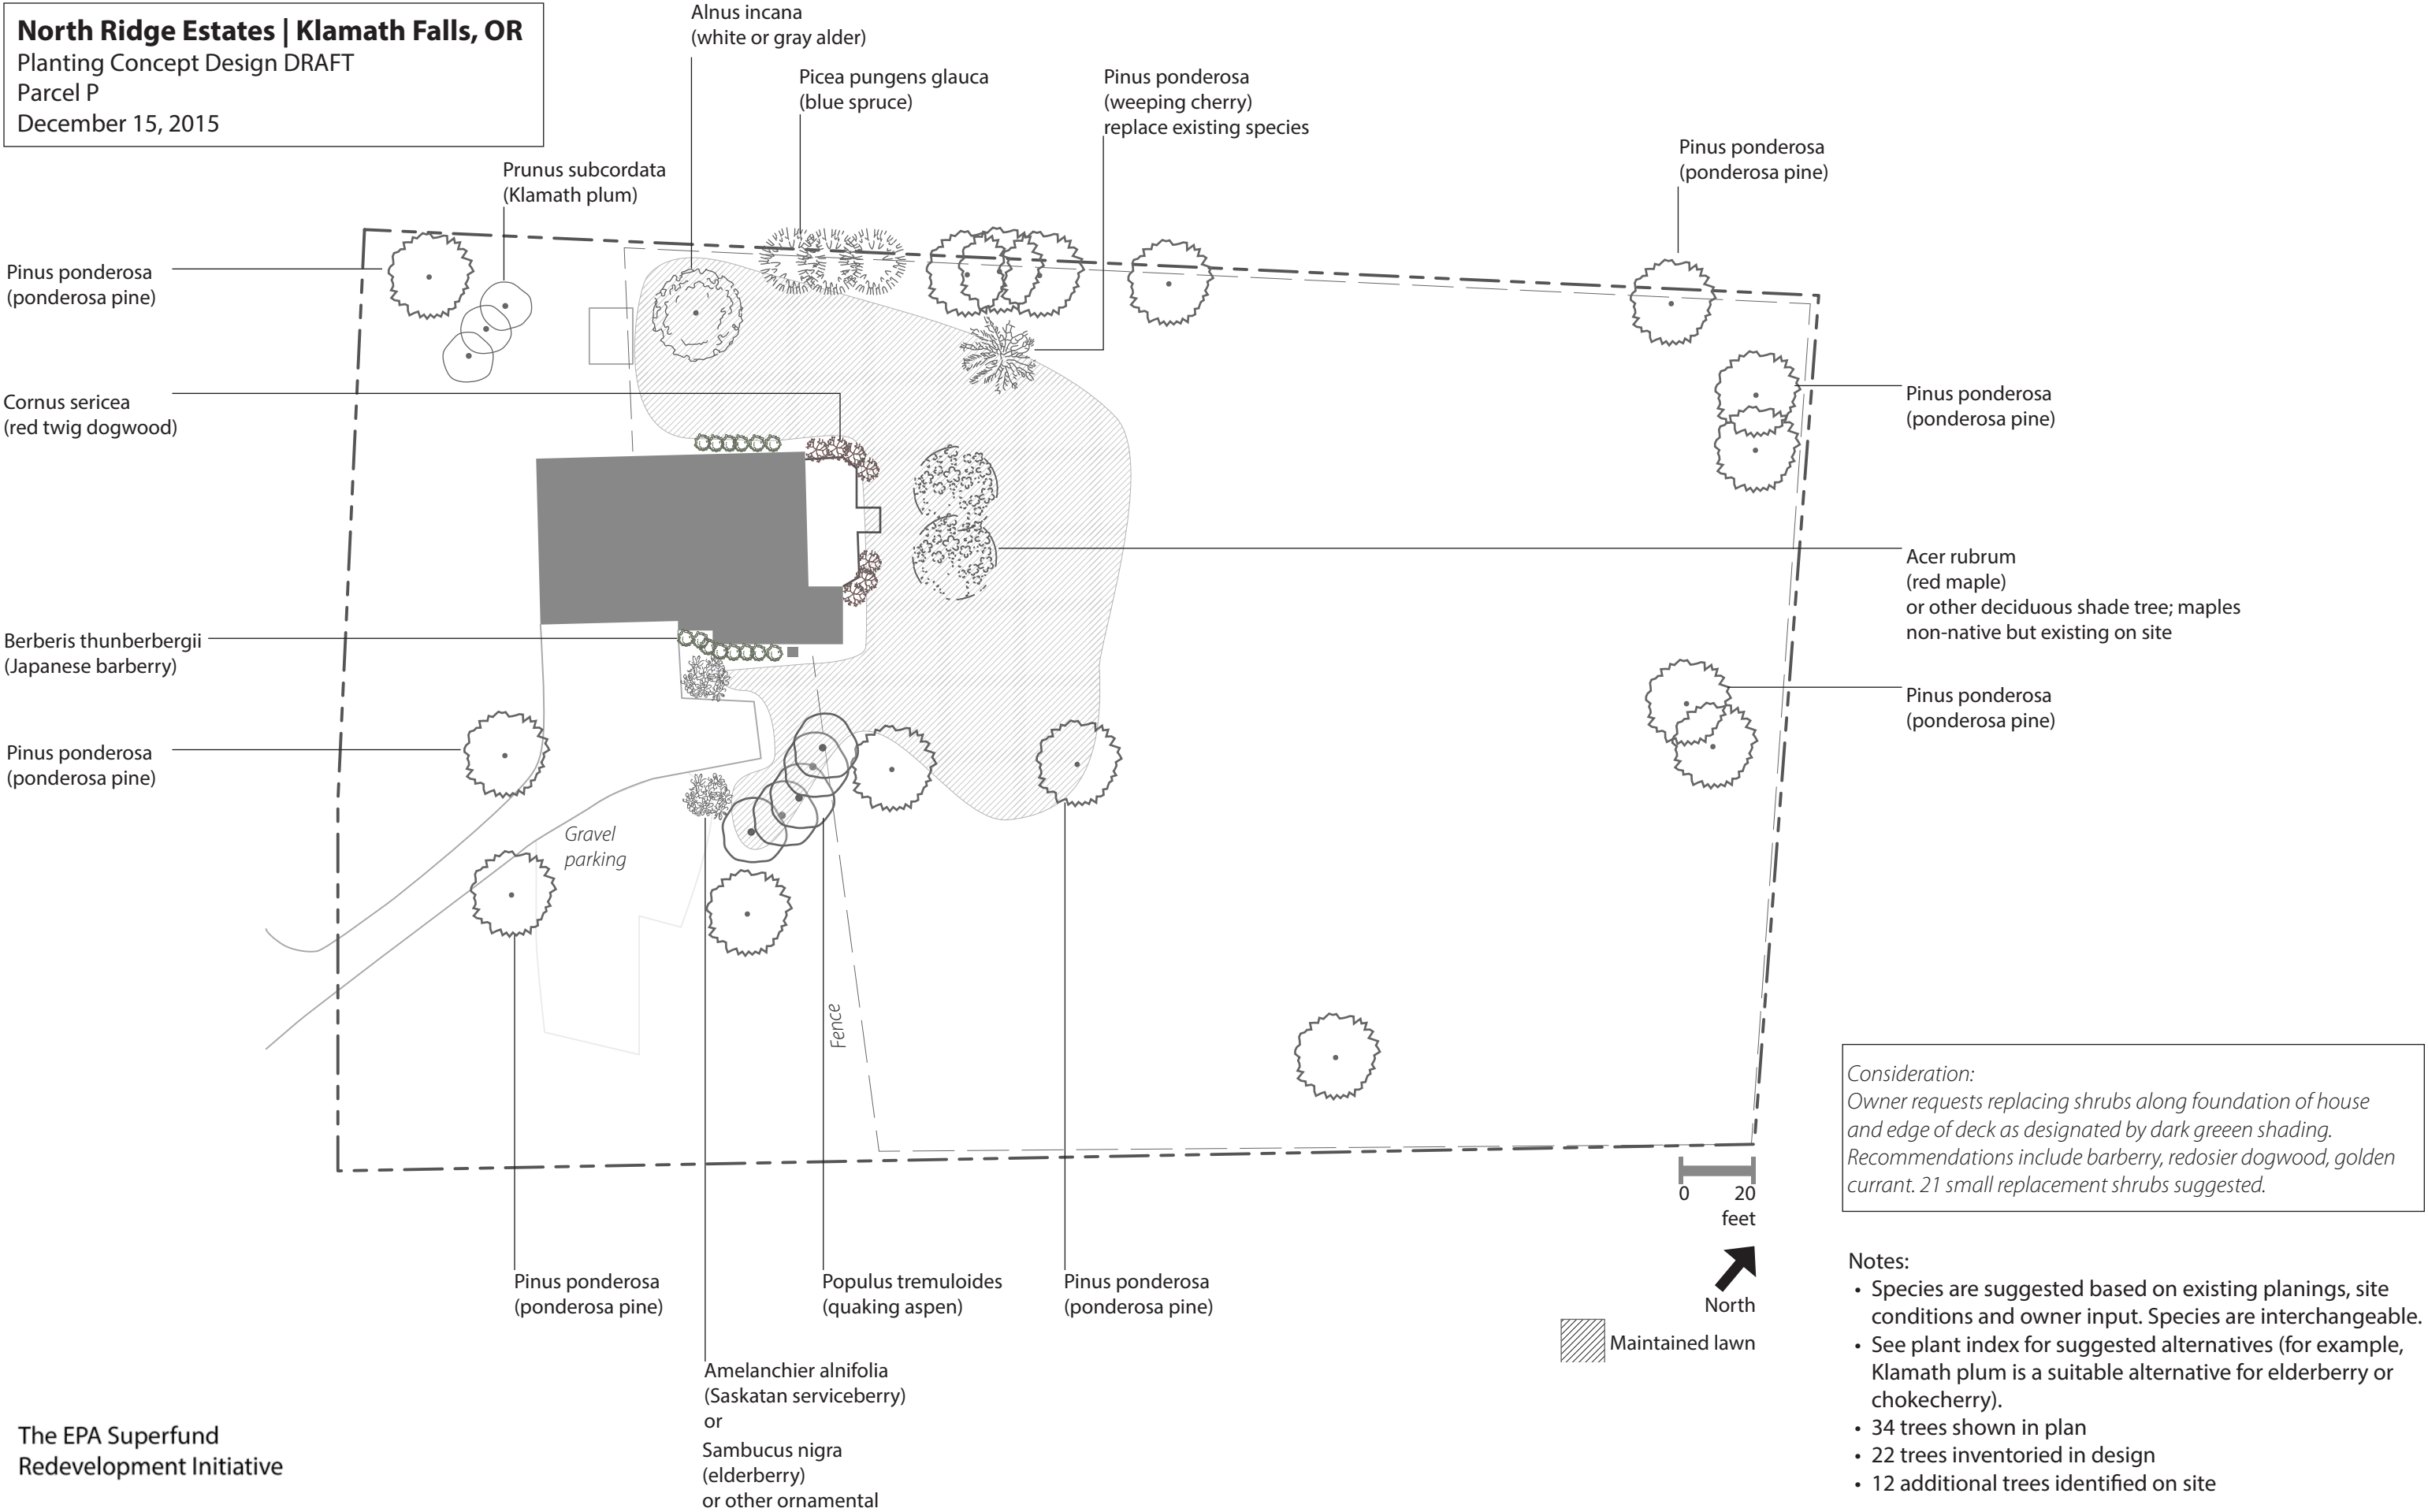 North Ridge Estates | Klamath Falls, OR
Planting Concept Design DRAFT
Parcel P
December 15, 2015
Alnus incana
(white or gray alder)
Picea pungens glauca
(blue spruce)
Pinus ponderosa
(weeping cherry)
replace existing species
Pinus ponderosa
(ponderosa pine)
Prunus subcordata
(Klamath plum)
Pinus ponderosa
(ponderosa pine)
Cornus sericea
(red twig dogwood)
Pinus ponderosa
(ponderosa pine)
Acer rubrum
(red maple)
or other deciduous shade tree; maples
non-native but existing on site
Berberis thunberbergii
(Japanese barberry)
Pinus ponderosa
(ponderosa pine)
Pinus ponderosa
(ponderosa pine)
Gravel
parking
Fence
Consideration:
Owner requests replacing shrubs along foundation of house
and edge of deck as designated by dark greeen shading.
Recommendations include barberry, redosier dogwood, golden
currant. 21 small replacement shrubs suggested.
0 20
feet
North
Maintained lawn
Pinus ponderosa
(ponderosa pine)
Populus tremuloides
(quaking aspen)
Pinus ponderosa
(ponderosa pine)
Amelanchier alnifolia
(Saskatan serviceberry)
or
Sambucus nigra
(elderberry)
or other ornamental
Notes:
• Species are suggested based on existing planings, site
conditions and owner input. Species are interchangeable.
• See plant index for suggested alternatives (for example,
Klamath plum is a suitable alternative for elderberry or
chokecherry).
• 34 trees shown in plan
• 22 trees inventoried in design
• 12 additional trees identified on site
The EPA Superfund
Redevelopment Initiative